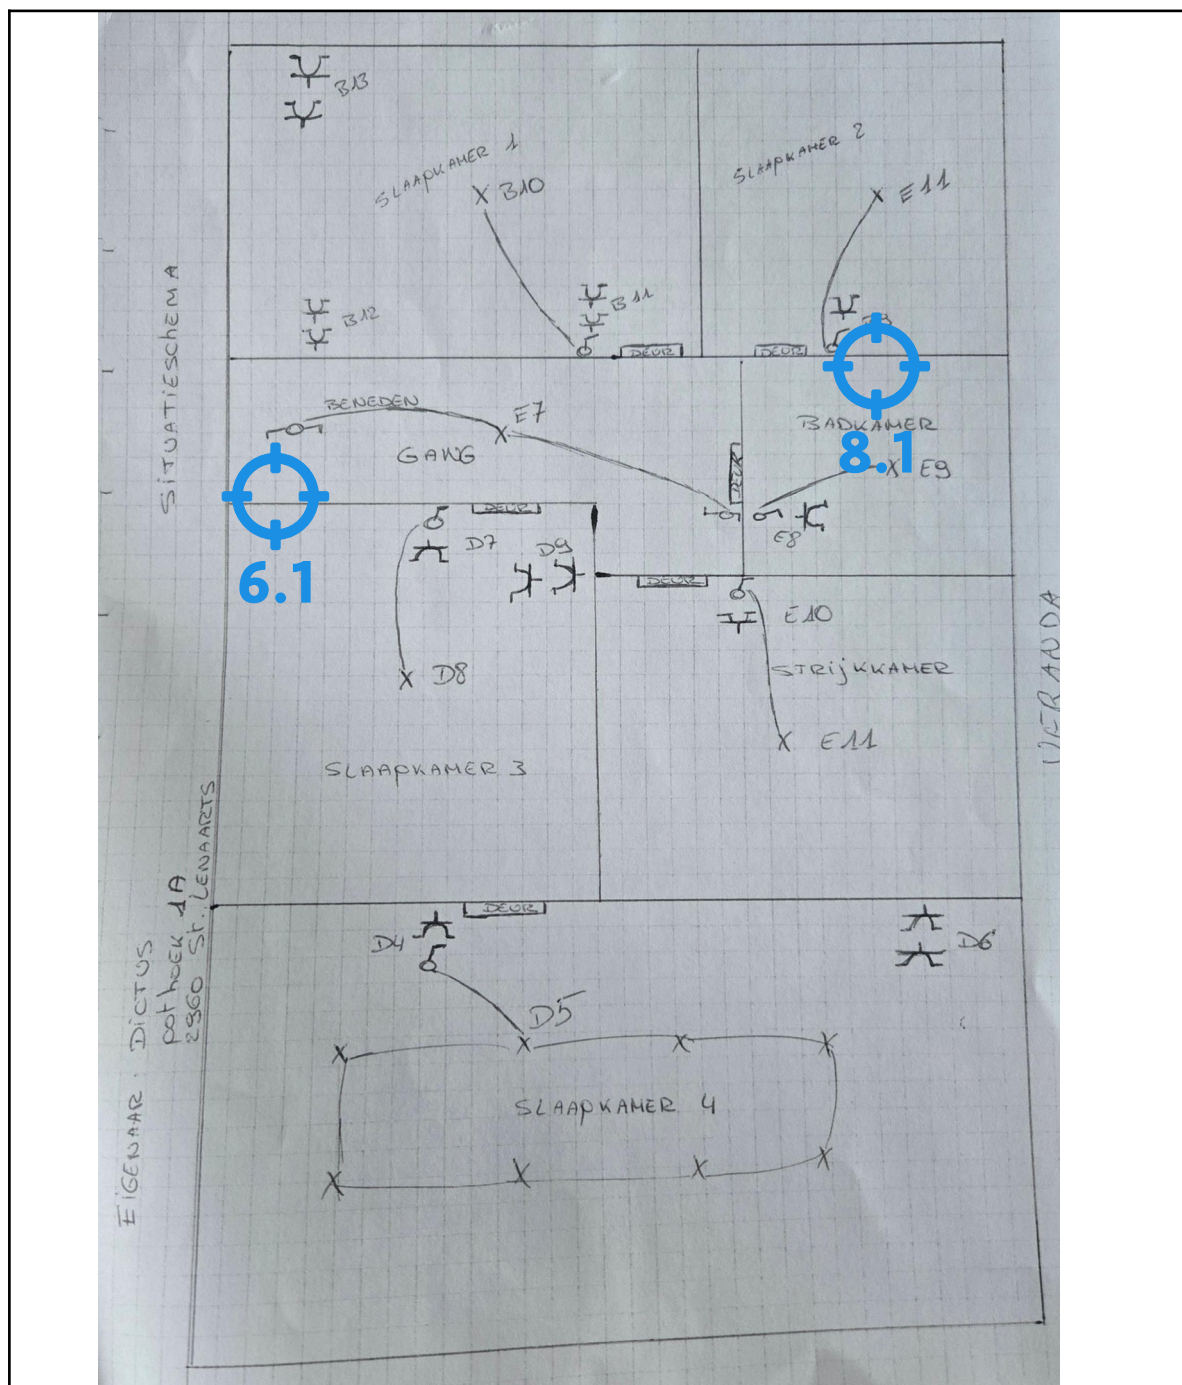 B13
SLAAPKAMER 1
SLAAPKAMER 2
B10
E11
B11
B12
DEUR
DEUR
SITUATIESCHEMA
BENEDEN
E7
GANG
BADKAMER
8.1
E9
DEUR
6.1
DEUR
D7
D9
E8
DEUR
E10
D8
STRIJKKAMER
E11
SLAAPKAMER 3
VERANDA
DEUR
D4
D6
D5
SLAAPKAMER 4
EIGENAAR. DICTUS
pothoek 1A
2960 St. LENAARTS